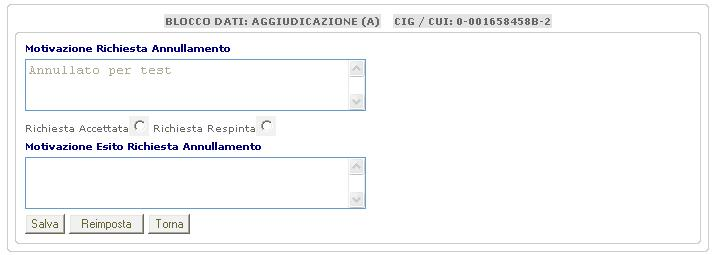 BLOCCO DATI: AGGIUDICAZIONE (A) CIG / CUI: 0-001658458B-2
Motivazione Richiesta Annullamento
Annullato per test
Richiesta Accettata Richiesta Respinta
Motivazione Esito Richiesta Annullamento
Salva Reimposta Torna